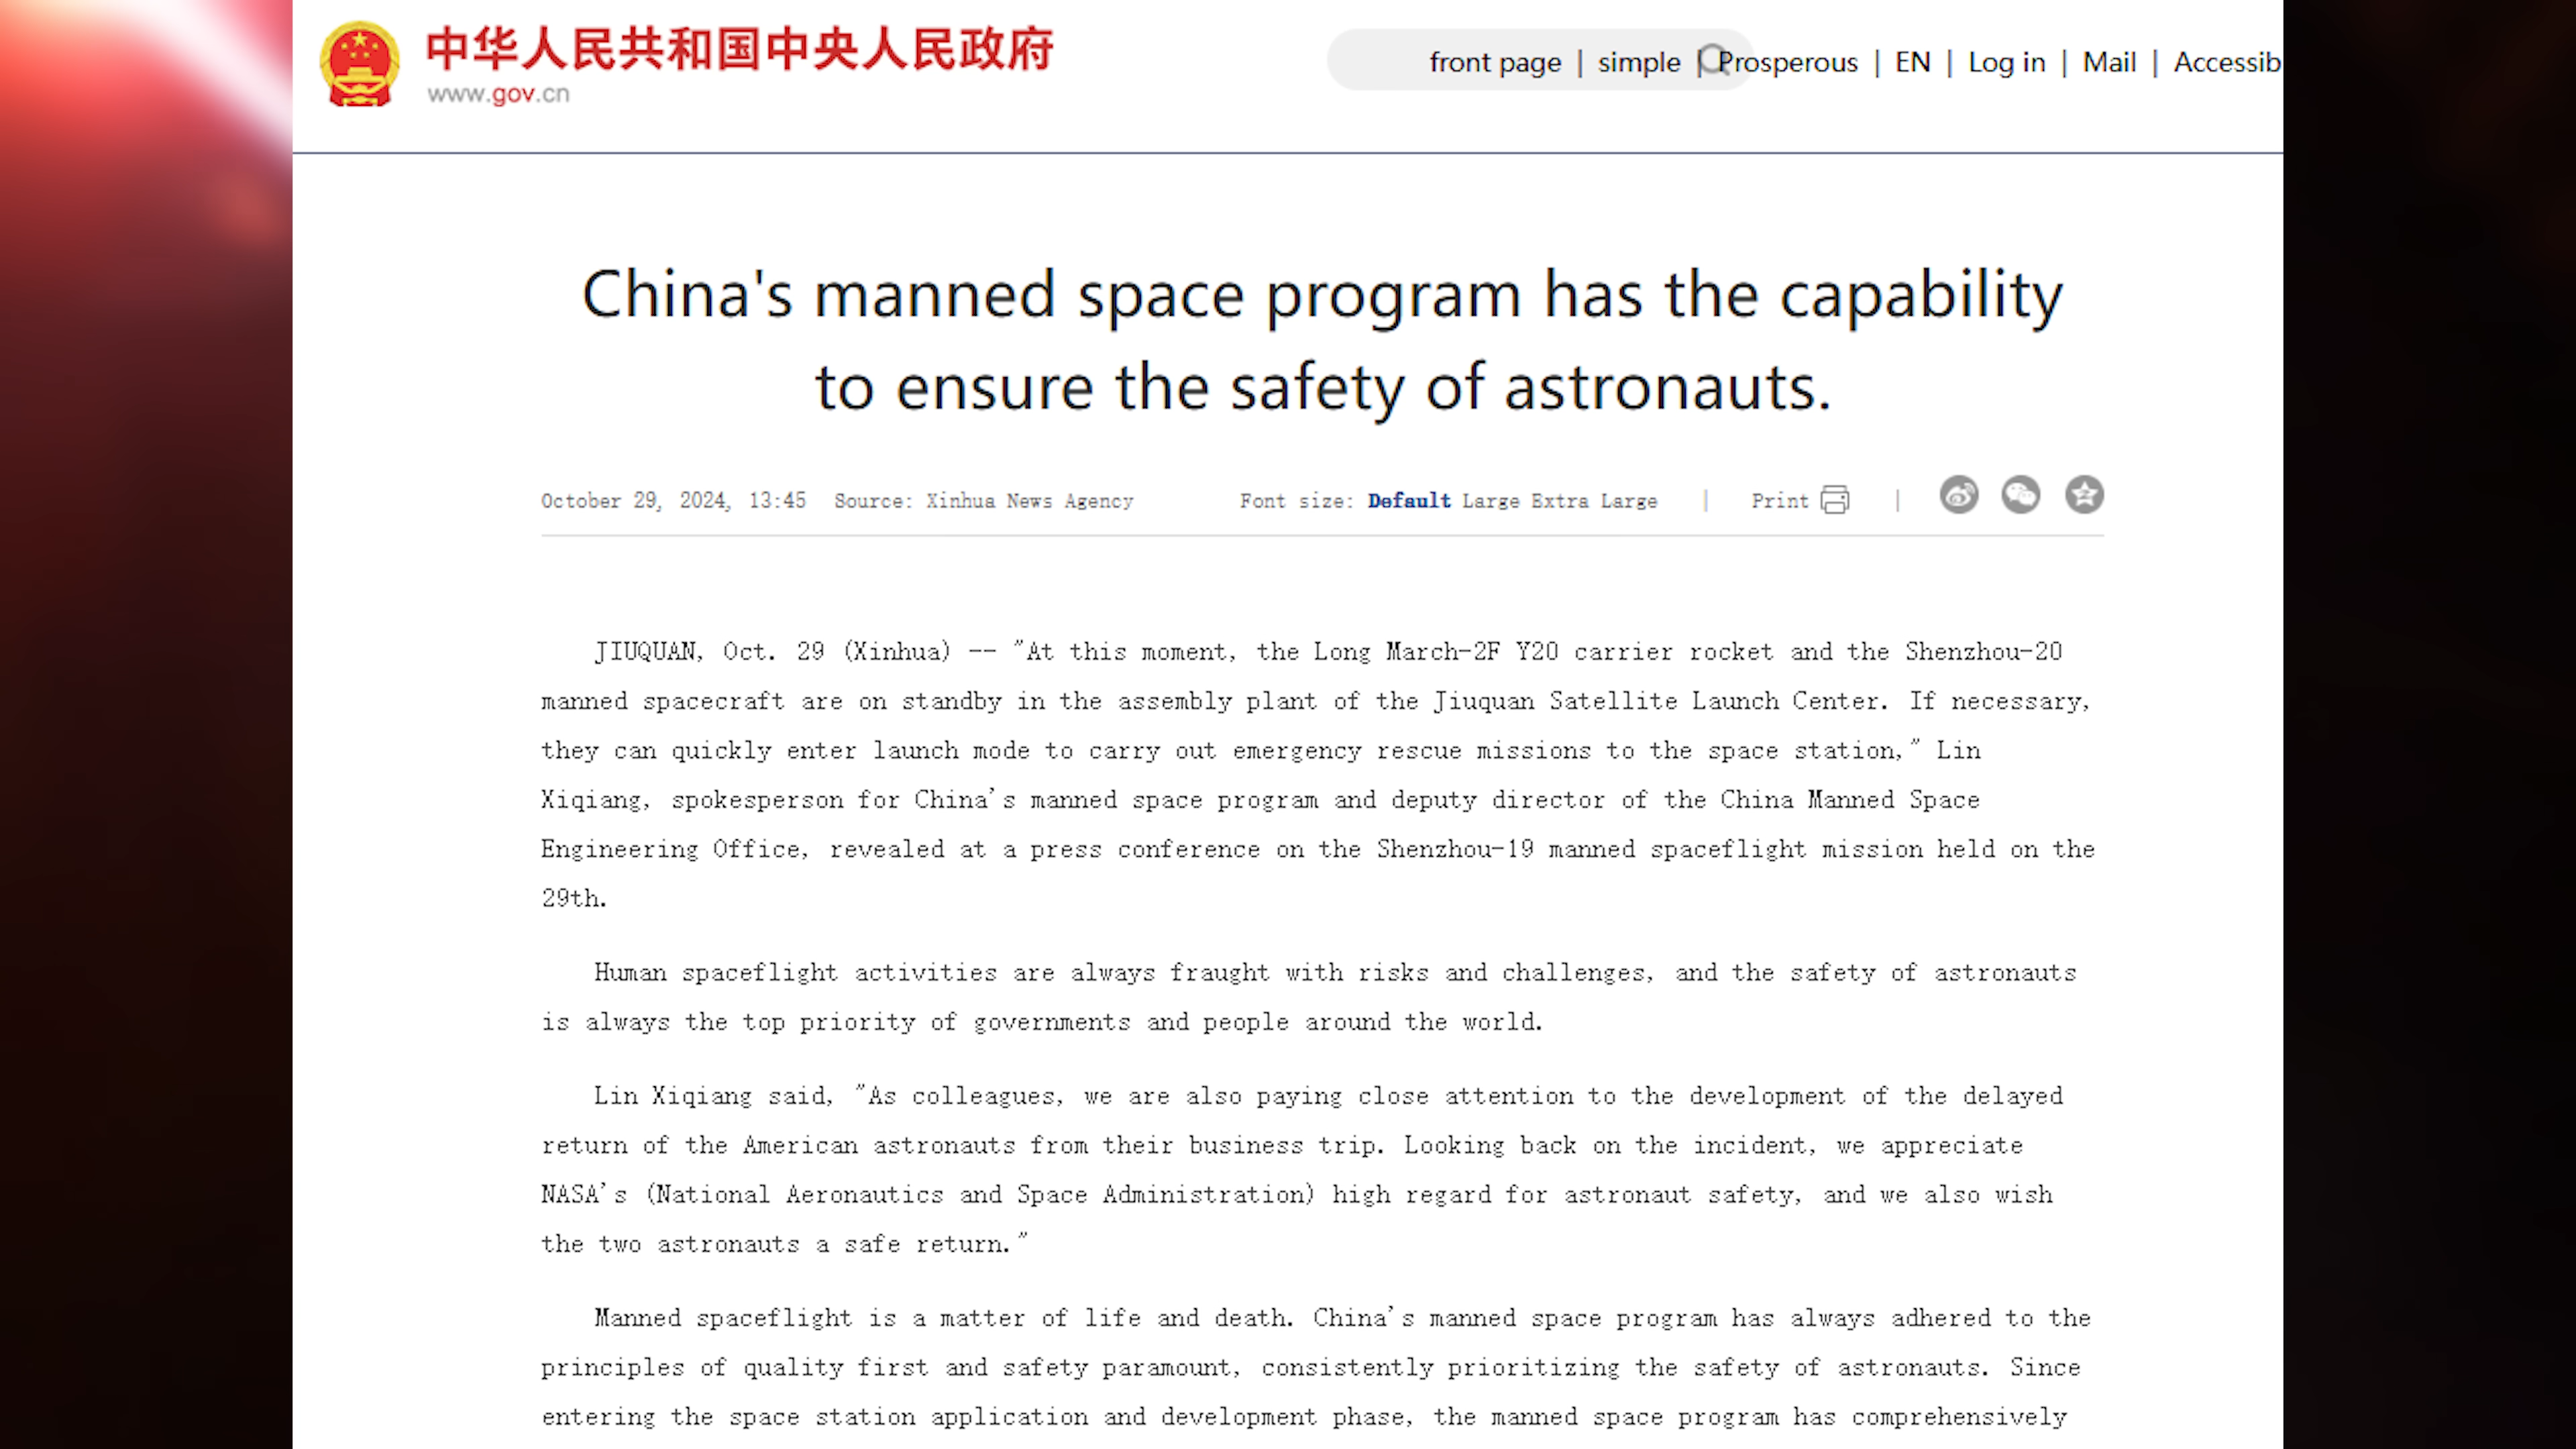 中华人民共和国中央人民政府
www.gov.cn
front page | simple | Prosperous | EN | Log in | Mail | Accessib
China's manned space program has the capability
to ensure the safety of astronauts.
October 29, 2024, 13:45 Source: Xinhua News Agency Font size: Default Large Extra Large | Print |
JIUQUAN, Oct. 29 (Xinhua) -- "At this moment, the Long March-2F Y20 carrier rocket and the Shenzhou-20
manned spacecraft are on standby in the assembly plant of the Jiuquan Satellite Launch Center. If necessary,
they can quickly enter launch mode to carry out emergency rescue missions to the space station," Lin
Xiqiang, spokesperson for China's manned space program and deputy director of the China Manned Space
Engineering Office, revealed at a press conference on the Shenzhou-19 manned spaceflight mission held on the
29th.
Human spaceflight activities are always fraught with risks and challenges, and the safety of astronauts
is always the top priority of governments and people around the world.
Lin Xiqiang said, "As colleagues, we are also paying close attention to the development of the delayed
return of the American astronauts from their business trip. Looking back on the incident, we appreciate
NASA's (National Aeronautics and Space Administration) high regard for astronaut safety, and we also wish
the two astronauts a safe return."
Manned spaceflight is a matter of life and death. China's manned space program has always adhered to the
principles of quality first and safety paramount, consistently prioritizing the safety of astronauts. Since
entering the space station application and development phase, the manned space program has comprehensively